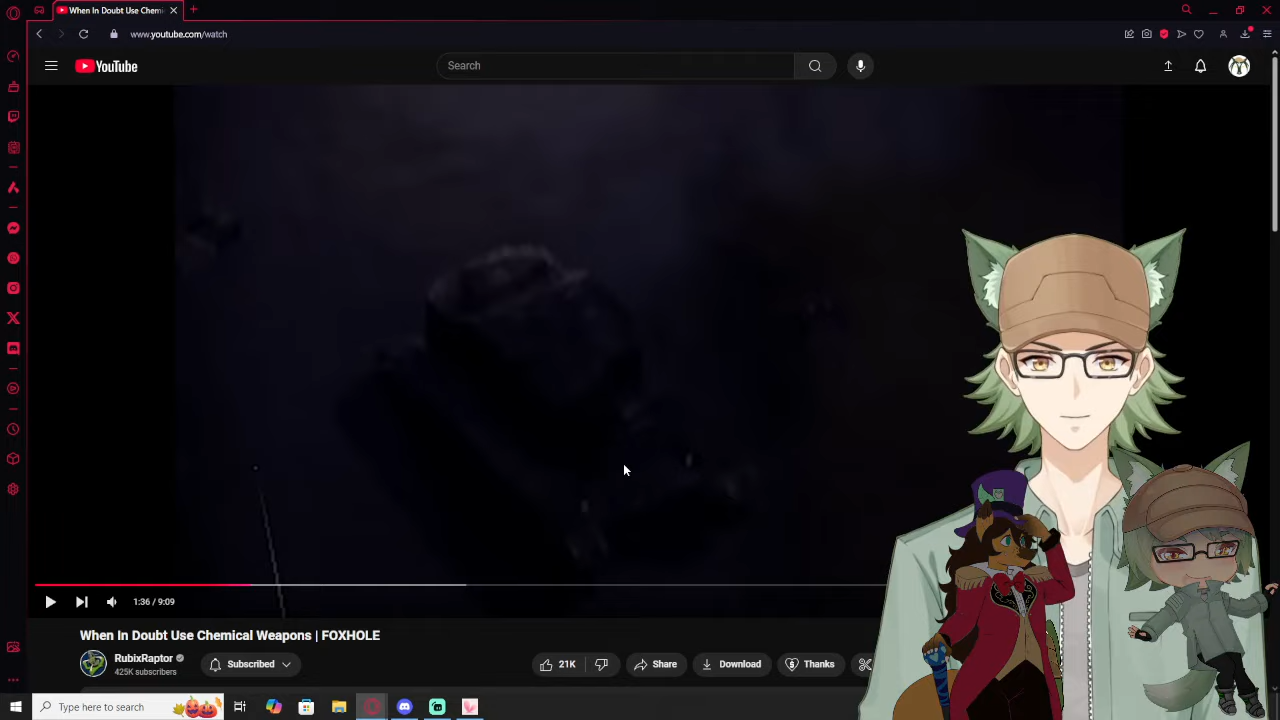 When In Doubt Use Chemi
www.youtube.com/watch
YouTube
Search
1:36 / 9:09
When In Doubt Use Chemical Weapons | FOXHOLE
RubixRaptor
425K subscribers
Subscribed
21K
Share
Download
Thanks
Type here to search